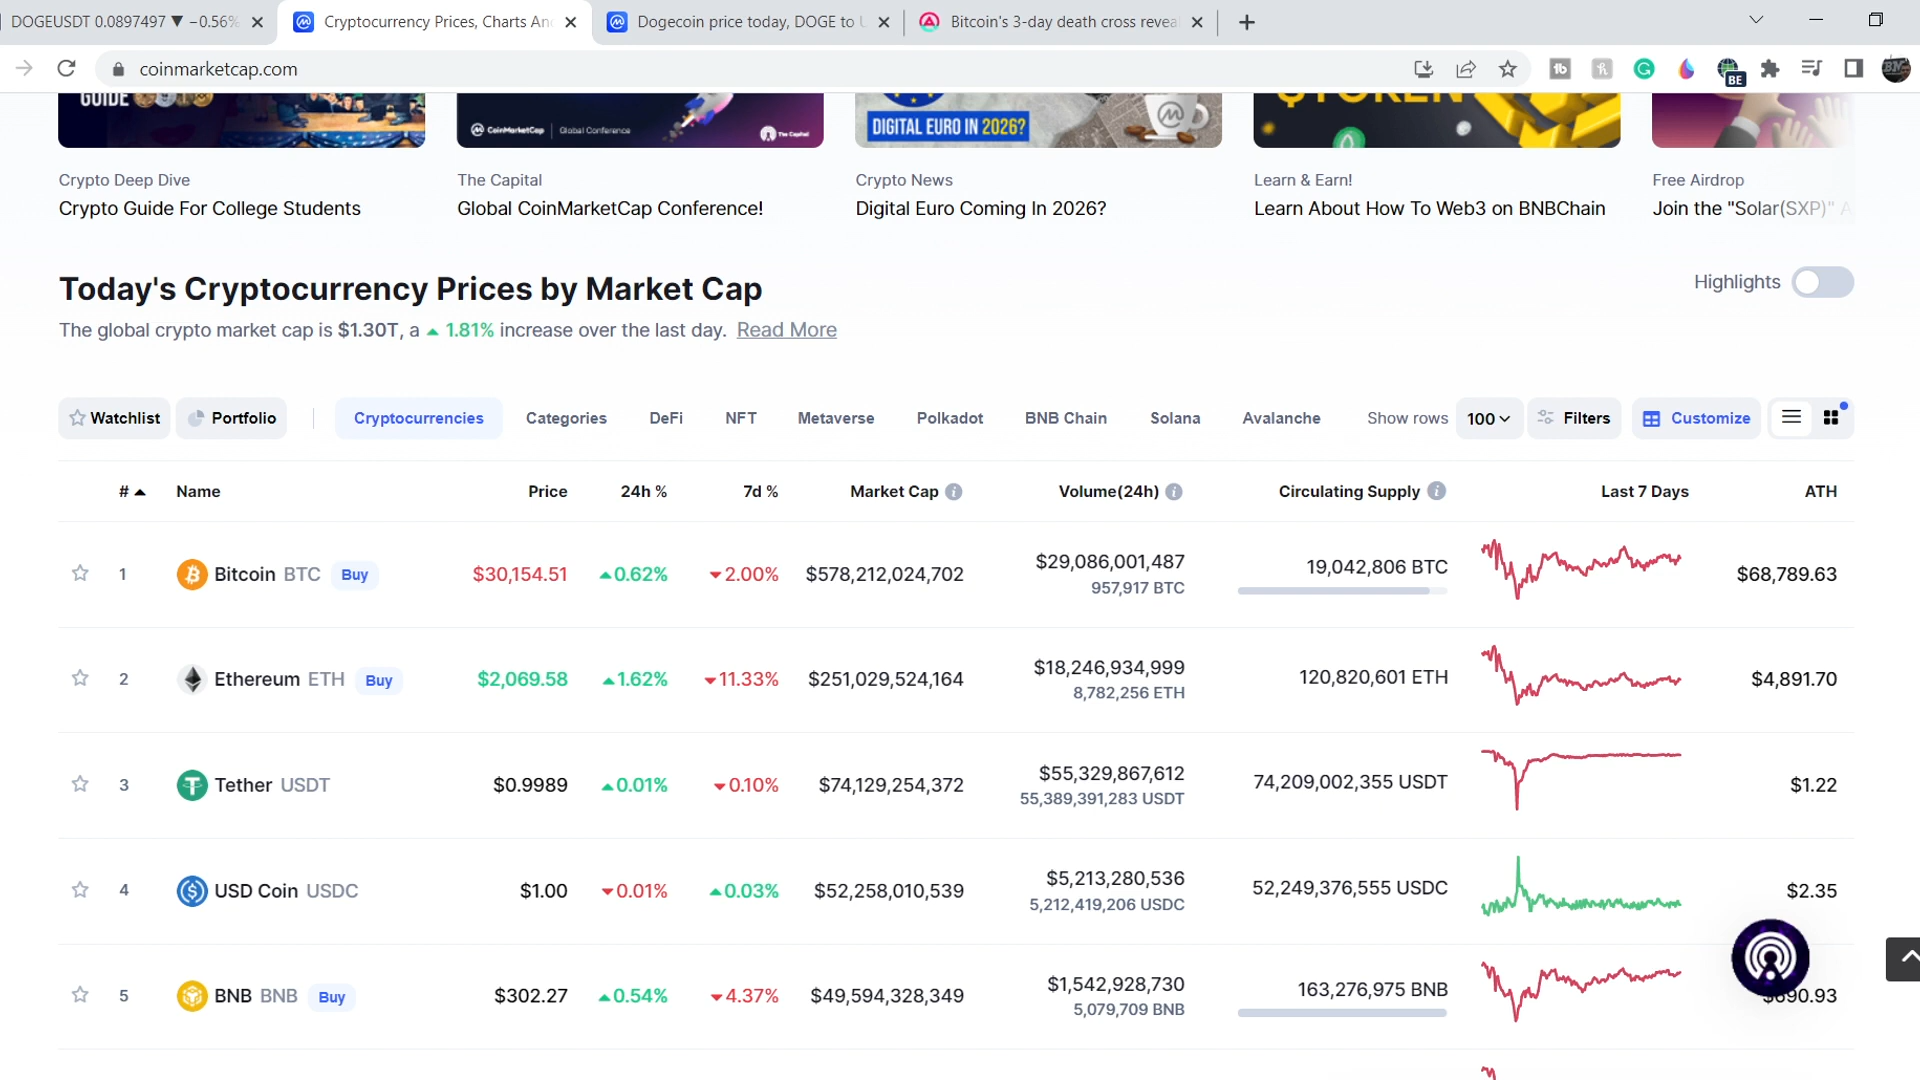 DOGEUSDT 0.0897497 ▼ −0.56%
Cryptocurrency Prices, Charts An
Dogecoin price today, DOGE to U
Bitcoin's 3-day death cross reveal
coinmarketcap.com
BE
GUIDE
CoinMarketCap | Global Conference
The Capital
DIGITAL EURO IN 2026?
$TOKEN
Crypto Deep Dive
Crypto Guide For College Students
The Capital
Global CoinMarketCap Conference!
Crypto News
Digital Euro Coming In 2026?
Learn & Earn!
Learn About How To Web3 on BNBChain
Free Airdrop
Join the "Solar(SXP)" A
Today's Cryptocurrency Prices by Market Cap
Highlights
The global crypto market cap is $1.30T, a ▲ 1.81% increase over the last day. Read More
Watchlist Portfolio Cryptocurrencies Categories DeFi NFT Metaverse Polkadot BNB Chain Solana Avalanche Show rows 100 Filters Customize
# Name Price 24h % 7d % Market Cap Volume(24h) Circulating Supply Last 7 Days ATH
1 Bitcoin BTC Buy $30,154.51 ▲0.62% ▼2.00% $578,212,024,702 $29,086,001,487 19,042,806 BTC $68,789.63
957,917 BTC
2 Ethereum ETH Buy $2,069.58 ▲1.62% ▼11.33% $251,029,524,164 $18,246,934,999 120,820,601 ETH $4,891.70
8,782,256 ETH
3 Tether USDT $0.9989 ▲0.01% ▼0.10% $74,129,254,372 $55,329,867,612 74,209,002,355 USDT $1.22
55,389,391,283 USDT
4 USD Coin USDC $1.00 ▼0.01% ▲0.03% $52,258,010,539 $5,213,280,536 52,249,376,555 USDC $2.35
5,212,419,206 USDC
5 BNB BNB Buy $302.27 ▲0.54% ▼4.37% $49,594,328,349 $1,542,928,730 163,276,975 BNB $690.93
5,079,709 BNB